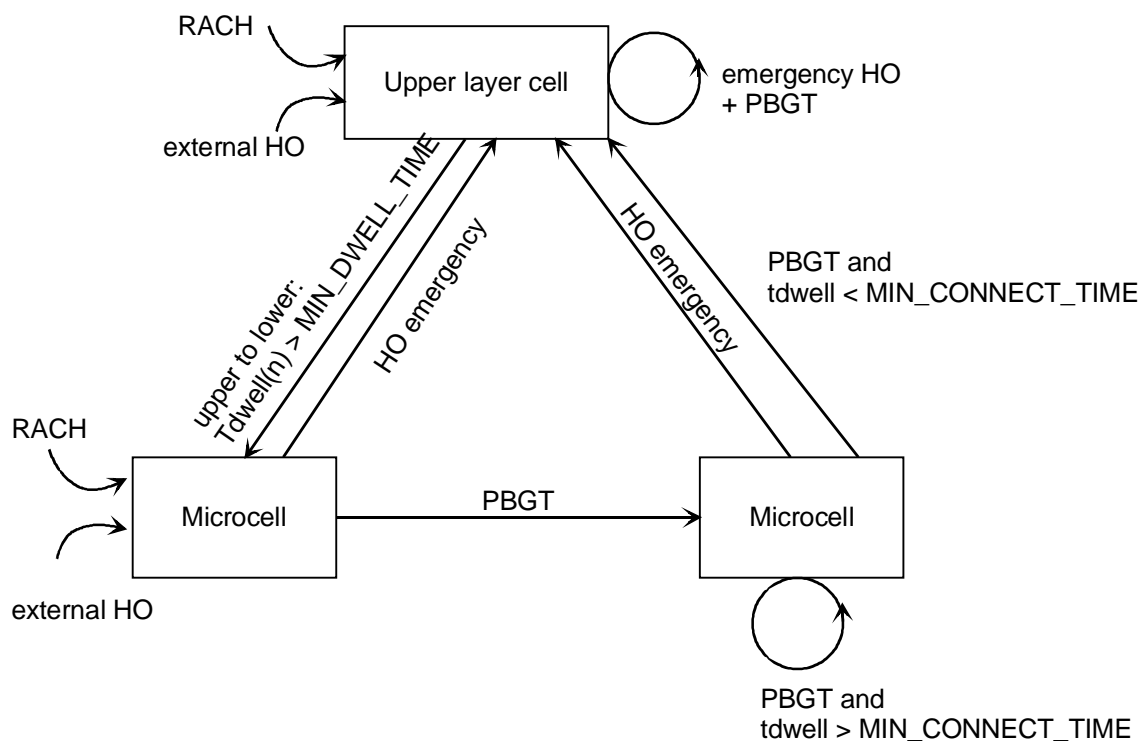 RACH
Upper layer cell
emergency HO
+ PBGT
external HO
upper to lower:
Tdwell(n) > MIN_DWELL_TIME
HO emergency
HO emergency
PBGT and
tdwell < MIN_CONNECT_TIME
RACH
Microcell
PBGT
Microcell
external HO
PBGT and
tdwell > MIN_CONNECT_TIME